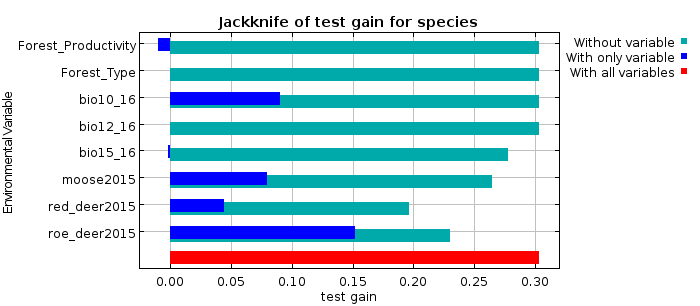 Jackknife of test gain for species
Forest_Productivity
Forest_Type
bio10_16
bio12_16
bio15_16
moose2015
red_deer2015
roe_deer2015
Environmental Variable
0.00 0.05 0.10 0.15 0.20 0.25 0.30
test gain
Without variable
With only variable
With all variables